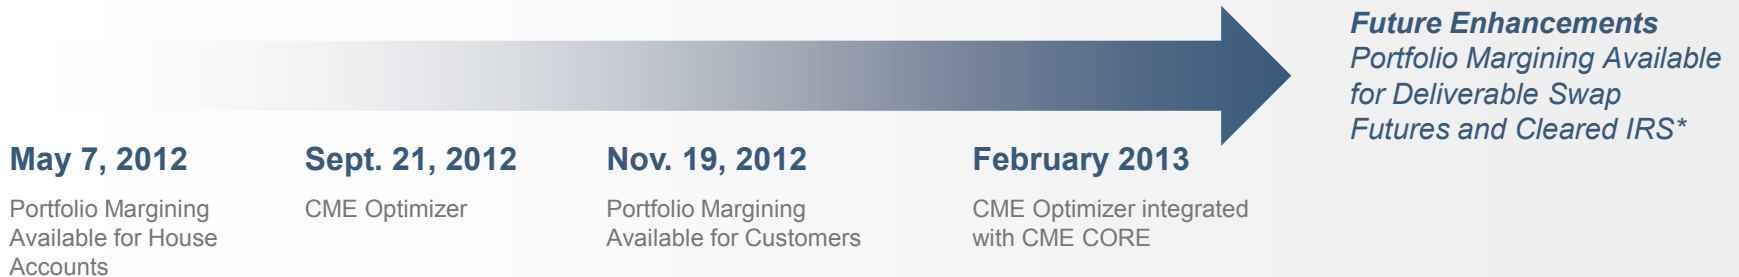 Future Enhancements
Portfolio Margining Available
for Deliverable Swap
Futures and Cleared IRS*
May 7, 2012
Portfolio Margining
Available for House
Accounts
Sept. 21, 2012
CME Optimizer
Nov. 19, 2012
Portfolio Margining
Available for Customers
February 2013
CME Optimizer integrated
with CME CORE